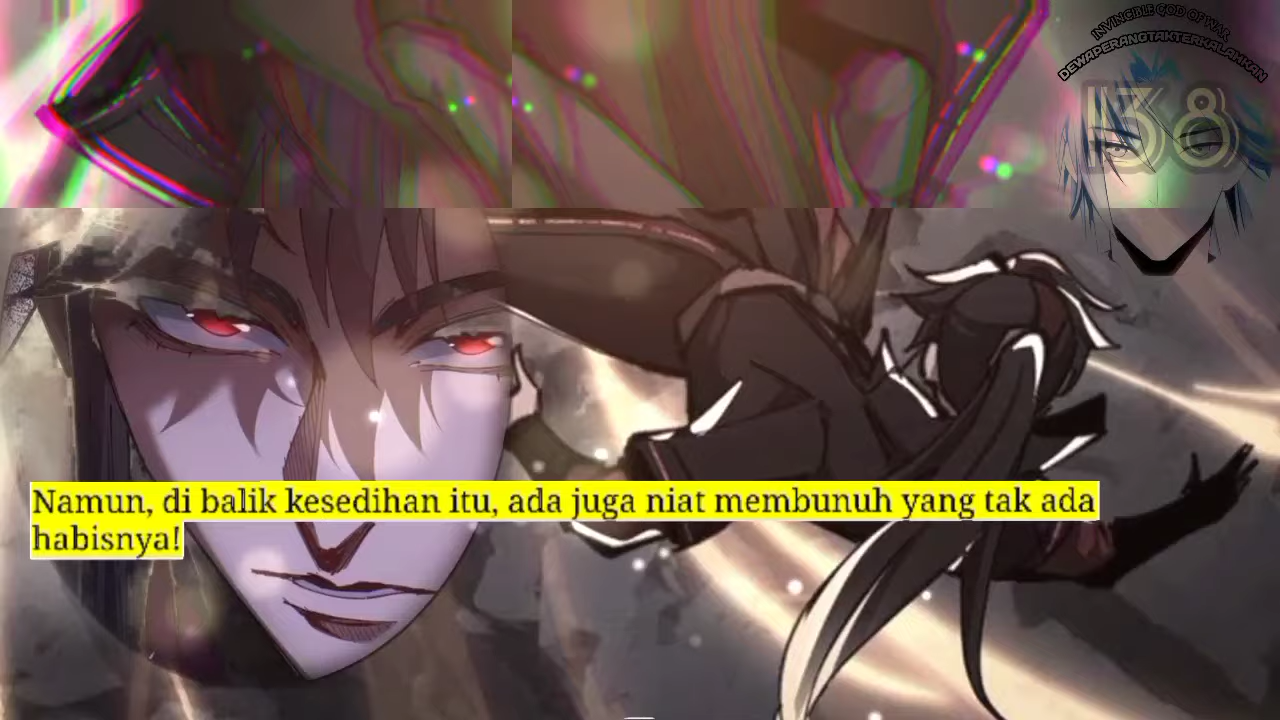 INVINCIBLE GOD OF WAR
DEWAPERANGTAKTERKALAHKAN
138
Namun, di balik kesedihan itu, ada juga niat membunuh yang tak ada
habisnya!